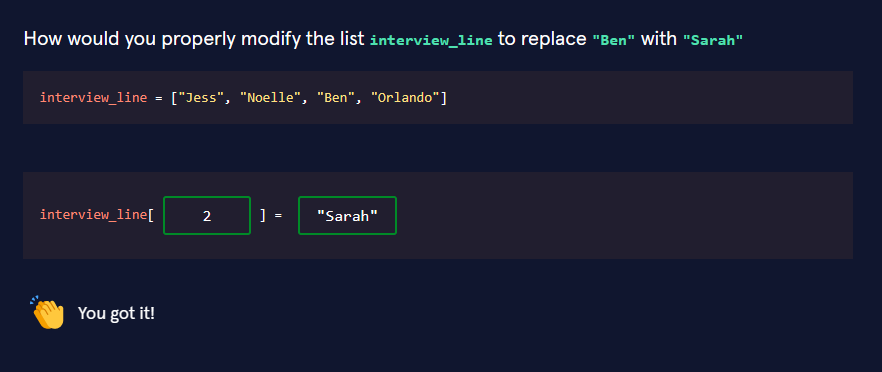 How would you properly modify the list interview_line to replace "Ben" with "Sarah"
interview_line = ["Jess", "Noelle", "Ben", "Orlando"]
interview_line[ 2 ] = "Sarah"
You got it!